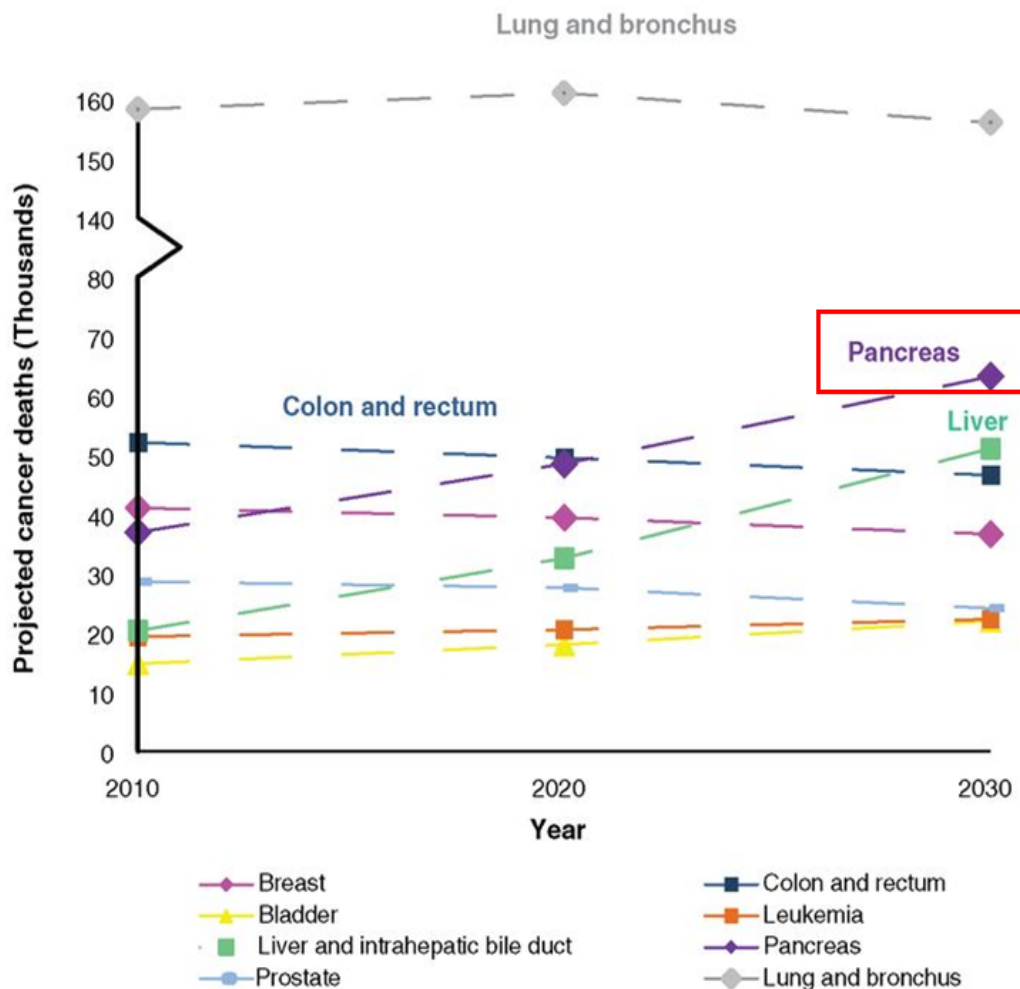 Lung and bronchus
160
150
140
80
70
60
50
40
30
20
10
0
Projected cancer deaths (Thousands)
Colon and rectum
Pancreas
Liver
2010
2020
2030
Year
Breast
Bladder
Liver and intrahepatic bile duct
Prostate
Colon and rectum
Leukemia
Pancreas
Lung and bronchus